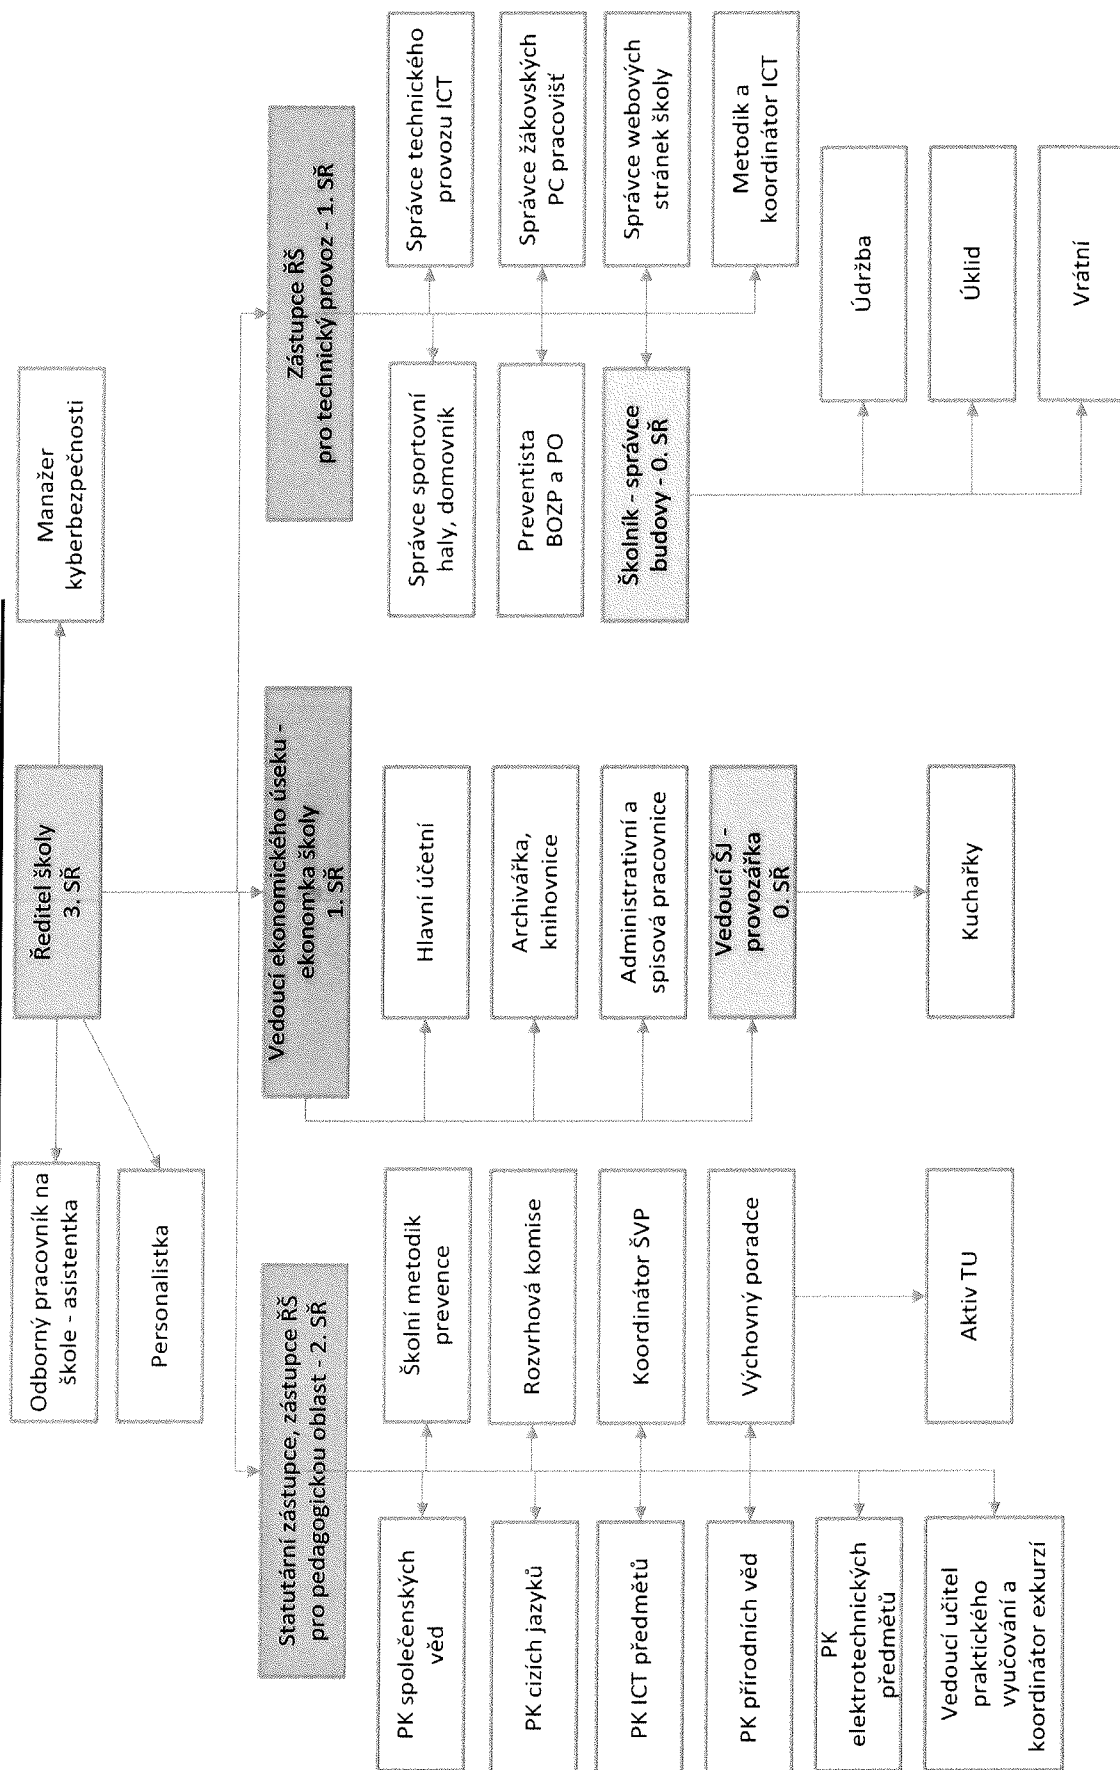 Ředitel školy
3. SŘ
Manažer
kyberbezpečnosti
Odborný pracovník na
škole - asistentka
Personalistka
Statutární zástupce, zástupce ŘŠ
pro pedagogickou oblast - 2. SŘ
PK společenských
věd
PK cizích jazyků
PK ICT předmětů
PK přírodních věd
PK
elektrotechnických
předmětů
Vedoucí učitel
praktického
vyučování a
koordinátor exkurzí
Školní metodik
prevence
Rozvrhová komise
Koordinátor ŠVP
Výchovný poradce
Aktiv TU
Vedoucí ekonomického úseku -
ekonomka školy
1. SŘ
Hlavní účetní
Archivářka,
knihovnice
Administrativní a
spisová pracovnice
Vedoucí ŠJ -
provozářka
0. SŘ
Kuchařky
Zástupce ŘŠ
pro technický provoz - 1. SŘ
Správce sportovní
haly, domovník
Preventista
BOZP a PO
Školník - správce
budovy - 0. SŘ
Správce technického
provozu ICT
Správce žákovských
PC pracovišť
Správce webových
stránek školy
Metodik a
koordinátor ICT
Údržba
Úklid
Vrátní